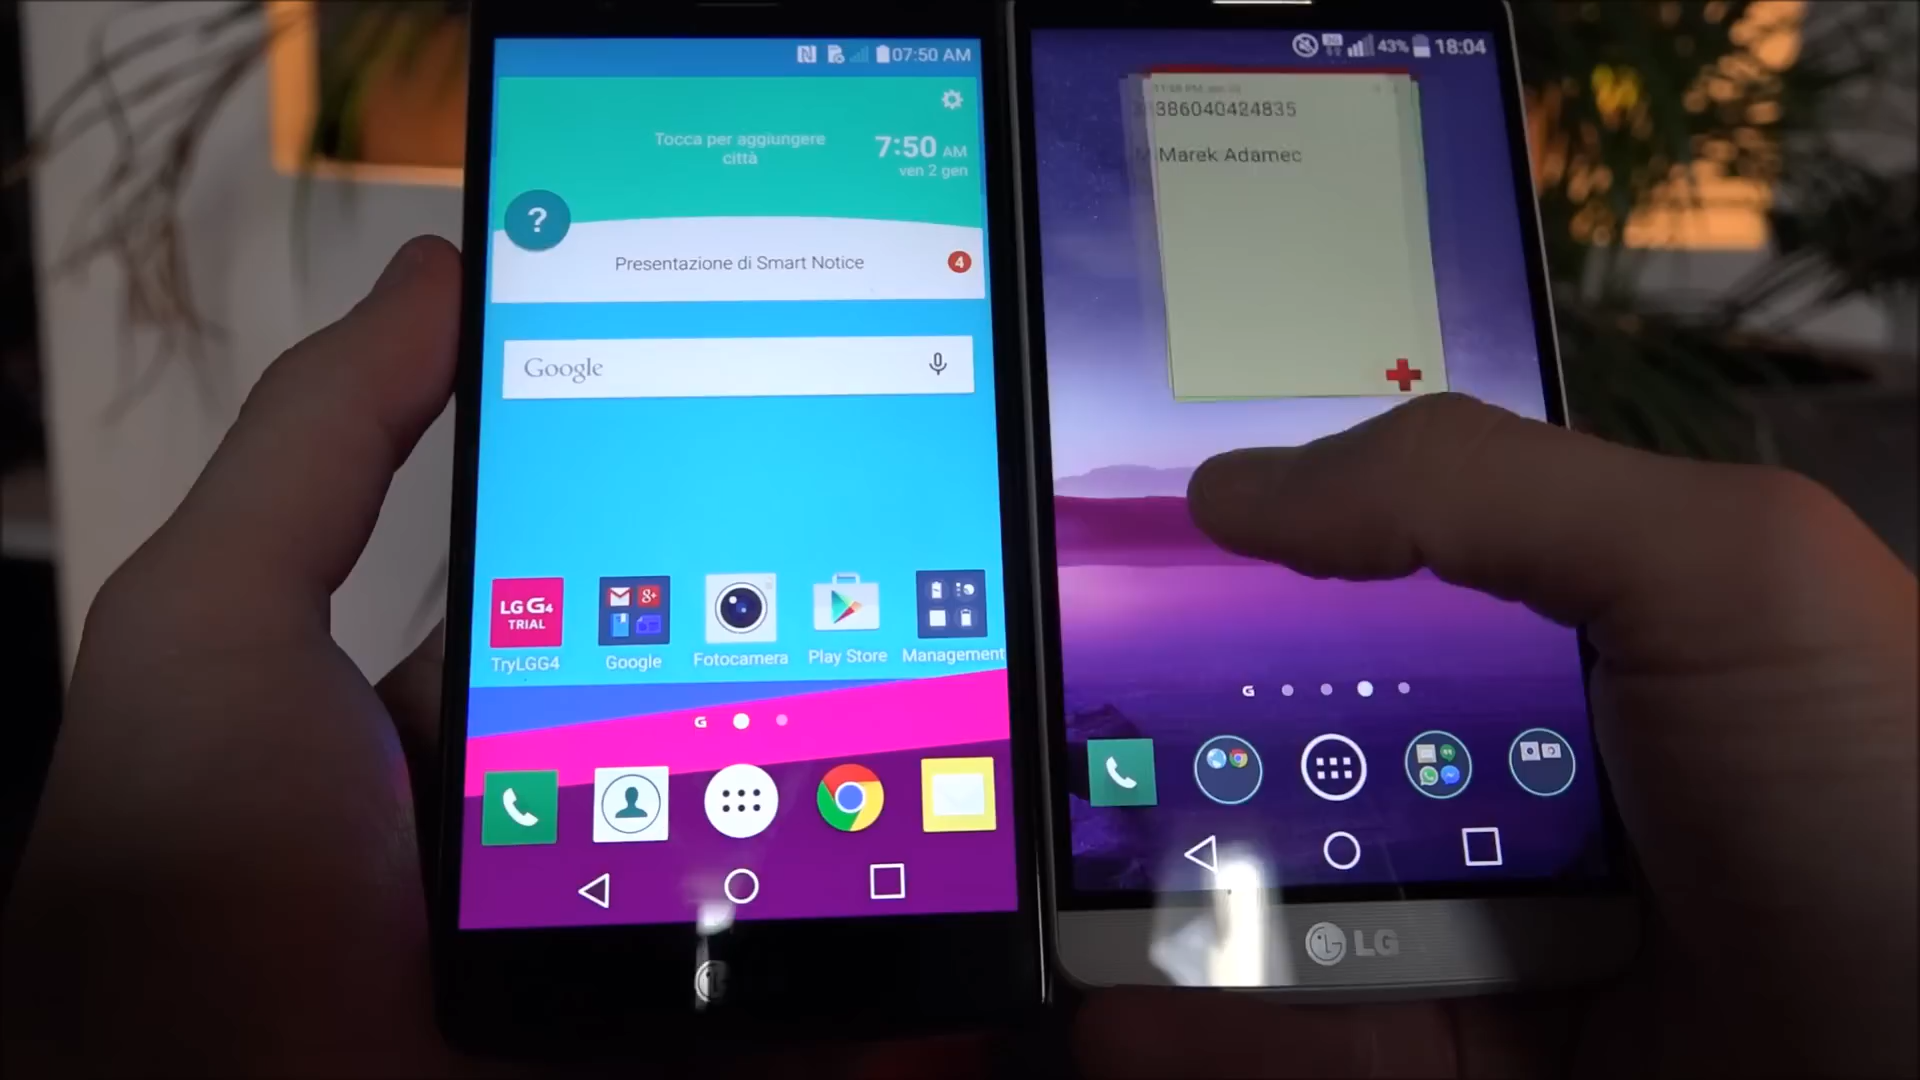 07:50 AM
Tocca per aggiungere
città
7:50 AM
ven 2 gen
?
Presentazione di Smart Notice
4
Google
LG G4
TRIAL
TryLGG4
Google
Fotocamera
Play Store
Management
G
3G
43%
18:04
386040424835
Marek Adamec
G
LG